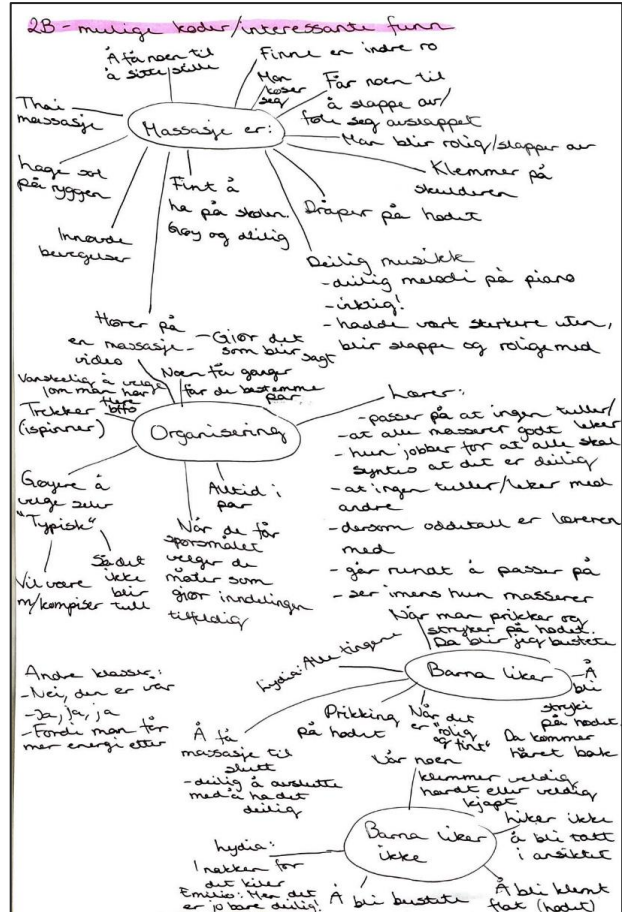 2B - mulige koder/interessante funn
Å få noen til
å sitte stille
Finne en indre ro
Man
koser
seg
Får noen til
å slappe av/
føle seg avslappet
Thai
massasje
Massasje er:
Man blir rolig/slapper av
Klemmer på
skulderen
Lage sol
på ryggen
Fint å
ha på skolen.
Gøy og deilig
Dråper på hodet
Innøvde
bevegelser
Deilig musikk
- deilig melodi på piano
- viktig!
- hadde vært sterkere uten,
blir slappe og rolige med
Hører på
en massasje-
video
- Gjør det
som blir sagt
Noen få ganger
får de bestemme
par
Vanskelig å velge
om man har
flere bffs
Trekker
(ispinner)
Organisering
Lærer:
- passer på at ingen tuller/
- at alle masserer godt leker
- hun jobber for at alle skal
syntes at det er deilig
- at ingen tuller/leker med
andre
- dersom oddetall er læreren
med
- går rundt å passer på
- ser imens hun masserer
Gøyere å
velge selv
"Typisk"
Vil være
m/kompiser
Så det
ikke
blir
tull
Når de får
spørsmålet
velger de
måter som
gjør inndelingen
tilfeldig
Alltid i
par
Når man prikker og
stryker på hodet.
Da blir jeg bustete
Lydia: Alle tingene
Barna liker
Å
bli
stryki
på hodet.
Da kommer
håret bak
Prikking
på hodet
Når det
er "rolig
og fint"
Å få
massasje til
slutt
- deilig å avslutte
med å ha det
deilig
Andre klasser:
- Nei, den er vår
- Ja, ja, ja
- Fordi man får
mer energi etter
Når noen
klemmer veldig
hardt eller veldig
kjapt
Barna liker
ikke
Liker ikke
å bli tatt
i ansiktet
Lydia:
I nakken for
det kiler
Emilio: Men det
er jo bare deilig!
Å bli bustete
Å bli klemt
flat (hodet)